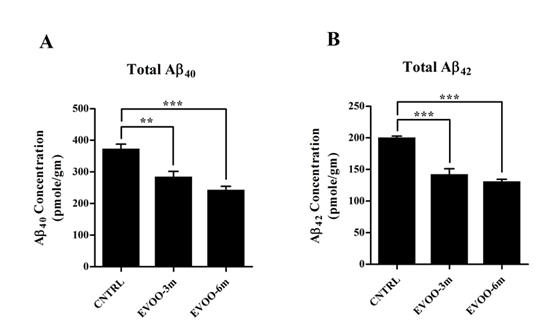 A
Total Aβ40
***
**
Aβ40 Concentration
(pmole/gm)
500
400
300
200
100
0
CNTRL
EVOO-3m
EVOO-6m
B
Total Aβ42
***
***
Aβ42 Concentration
(pmole/gm)
250
200
150
100
50
0
CNTRL
EVOO-3m
EVOO-6m